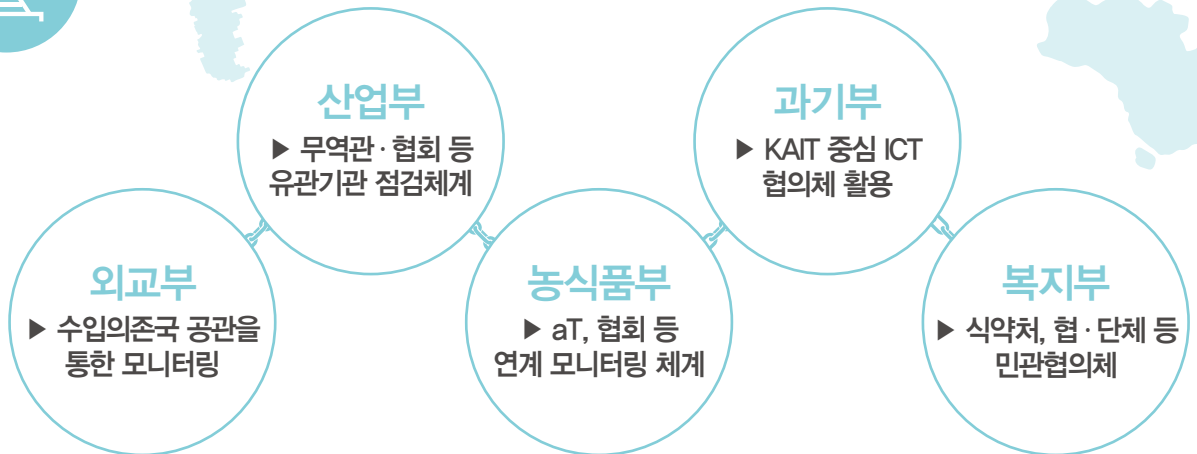 산업부
▶ 무역관 · 협회 등
유관기관 점검체계
과기부
▶ KAIT 중심 ICT
협의체 활용
외교부
▶ 수입의존국 공관을
통한 모니터링
농식품부
▶ aT, 협회 등
연계 모니터링 체계
복지부
▶ 식약처, 협 · 단체 등
민관협의체